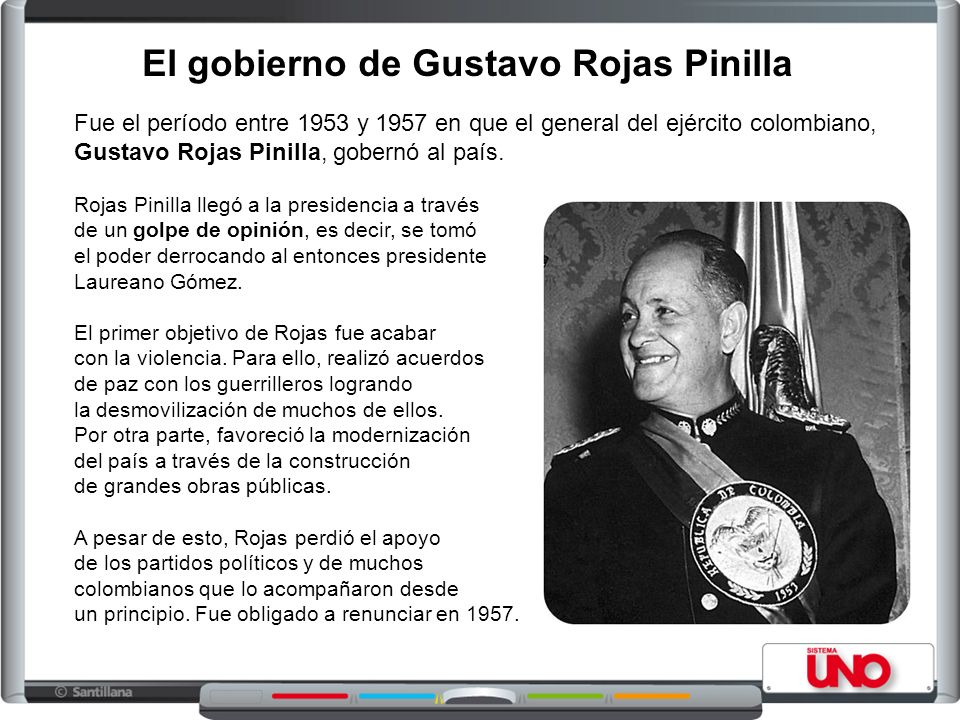 El gobierno de Gustavo Rojas Pinilla
Fue el período entre 1953 y 1957 en que el general del ejército colombiano,
Gustavo Rojas Pinilla, gobernó al país.
Rojas Pinilla llegó a la presidencia a través
de un golpe de opinión, es decir, se tomó
el poder derrocando al entonces presidente
Laureano Gómez.
El primer objetivo de Rojas fue acabar
con la violencia. Para ello, realizó acuerdos
de paz con los guerrilleros logrando
la desmovilización de muchos de ellos.
Por otra parte, favoreció la modernización
del país a través de la construcción
de grandes obras públicas.
A pesar de esto, Rojas perdió el apoyo
de los partidos políticos y de muchos
colombianos que lo acompañaron desde
un principio. Fue obligado a renunciar en 1957.
REPUBLICA DE COLOMBIA
1953
SISTEMA
UNO
© Santillana